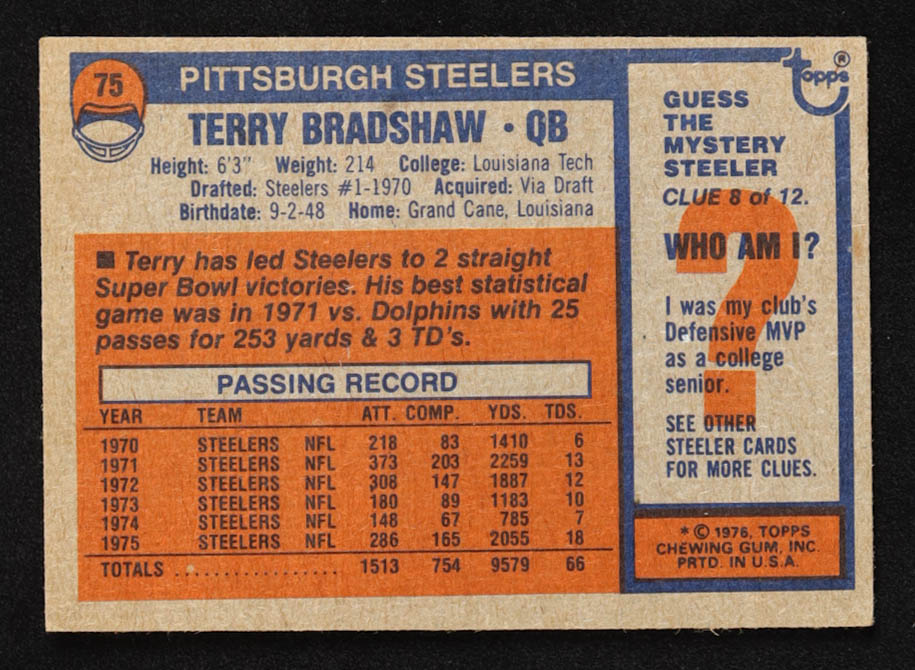 75
PITTSBURGH STEELERS
TERRY BRADSHAW • QB
Height: 6'3" Weight: 214 College: Louisiana Tech
Drafted: Steelers #1-1970 Acquired: Via Draft
Birthdate: 9-2-48 Home: Grand Cane, Louisiana
■ Terry has led Steelers to 2 straight
Super Bowl victories. His best statistical
game was in 1971 vs. Dolphins with 25
passes for 253 yards & 3 TD's.
PASSING RECORD
YEAR TEAM ATT. COMP. YDS. TDS.
1970 STEELERS NFL 218 83 1410 6
1971 STEELERS NFL 373 203 2259 13
1972 STEELERS NFL 308 147 1887 12
1973 STEELERS NFL 180 89 1183 10
1974 STEELERS NFL 148 67 785 7
1975 STEELERS NFL 286 165 2055 18
TOTALS .................. 1513 754 9579 66
topps®
GUESS
THE
MYSTERY
STEELER
CLUE 8 of 12.
?
WHO AM I?
I was my club's
Defensive MVP
as a college
senior.
SEE OTHER
STEELER CARDS
FOR MORE CLUES.
* © 1976, TOPPS
CHEWING GUM, INC.
PRTD. IN U.S.A.